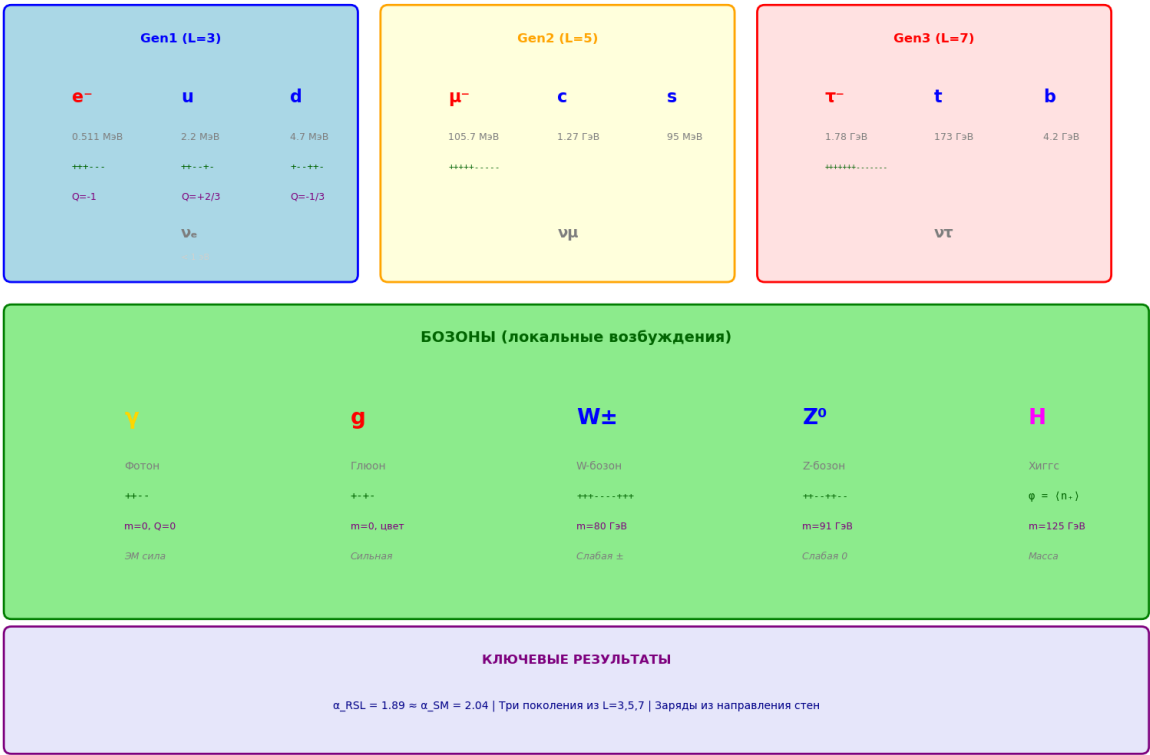 Gen1 (L=3)
e⁻ u d
0.511 МэВ 2.2 МэВ 4.7 МэВ
+++--- ++--+- +--++-
Q=-1 Q=+2/3 Q=-1/3
νₑ
Gen2 (L=5)
μ⁻ c s
105.7 МэВ 1.27 ГэВ 95 МэВ
+++++-----
νμ
Gen3 (L=7)
τ⁻ t b
1.78 ГэВ 173 ГэВ 4.2 ГэВ
+++++++-------
ντ
БОЗОНЫ (локальные возбуждения)
γ g W± Z⁰ H
Фотон Глюон W-бозон Z-бозон Хиггс
++-- +-+- +++----+++ ++--++-- φ = ⟨n₊⟩
m=0, Q=0 m=0, цвет m=80 ГэВ m=91 ГэВ m=125 ГэВ
ЭМ сила Сильная Слабая ± Слабая 0 Масса
КЛЮЧЕВЫЕ РЕЗУЛЬТАТЫ
α_RSL = 1.89 ≈ α_SM = 2.04 | Три поколения из L=3,5,7 | Заряды из направления стен